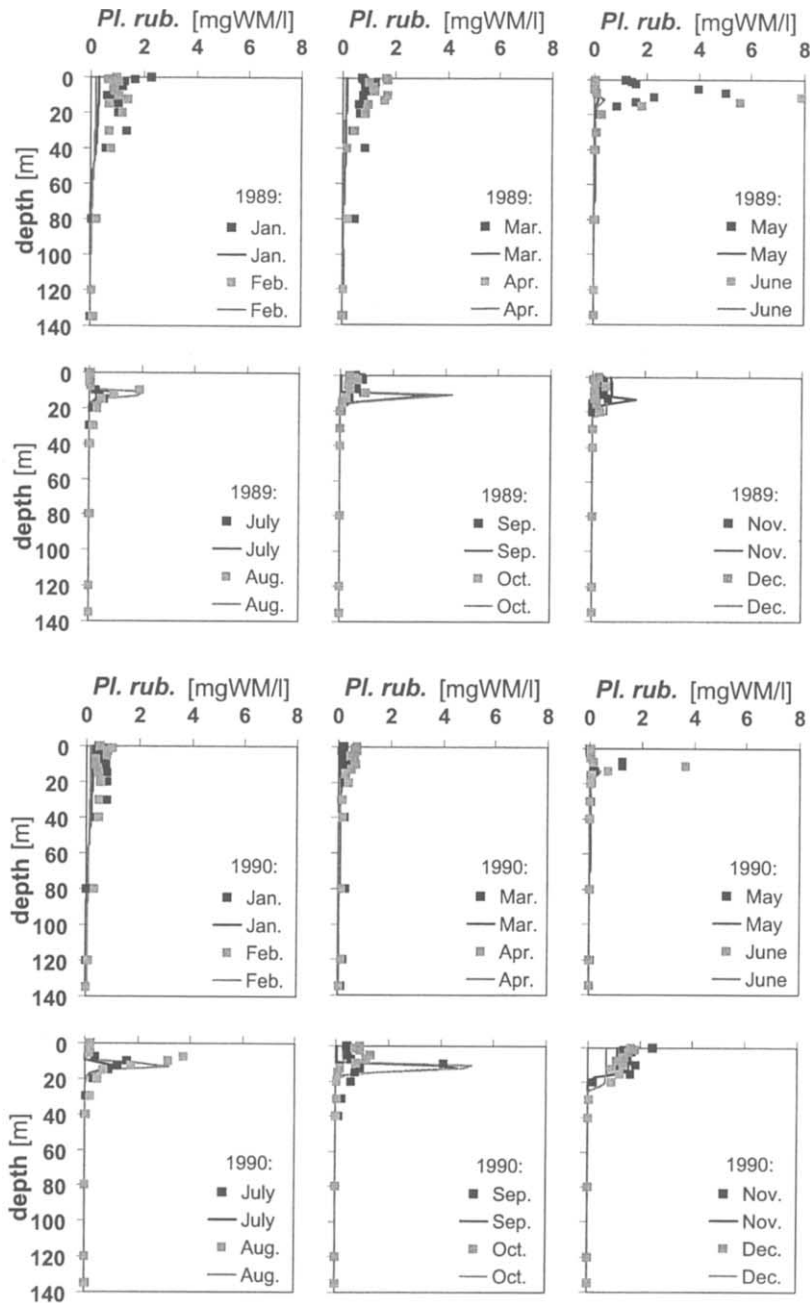 Pl. rub. [mgWM/l] Pl. rub. [mgWM/l] Pl. rub. [mgWM/l]
0 2 4 6 8 0 2 4 6 8 0 2 4 6 8
depth [m]
0
20
40
60
80
100
120
140
1989:
Jan.
Jan.
Feb.
Feb.
1989:
Mar.
Mar.
Apr.
Apr.
1989:
May
May
June
June
depth [m]
0
20
40
60
80
100
120
140
1989:
July
July
Aug.
Aug.
1989:
Sep.
Sep.
Oct.
Oct.
1989:
Nov.
Nov.
Dec.
Dec.
Pl. rub. [mgWM/l] Pl. rub. [mgWM/l] Pl. rub. [mgWM/l]
0 2 4 6 8 0 2 4 6 8 0 2 4 6 8
depth [m]
0
20
40
60
80
100
120
140
1990:
Jan.
Jan.
Feb.
Feb.
1990:
Mar.
Mar.
Apr.
Apr.
1990:
May
May
June
June
depth [m]
0
20
40
60
80
100
120
140
1990:
July
July
Aug.
Aug.
1990:
Sep.
Sep.
Oct.
Oct.
1990:
Nov.
Nov.
Dec.
Dec.